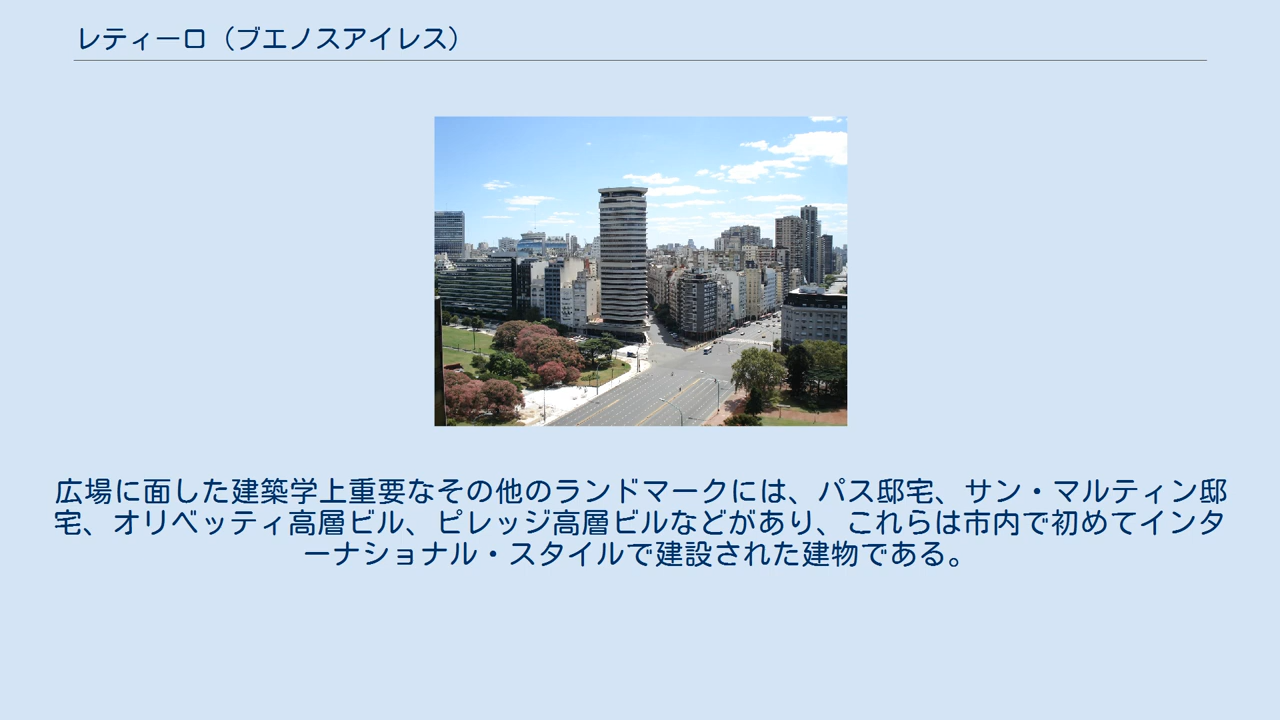 レティーロ（ブエノスアイレス）
広場に面した建築学上重要なその他のランドマークには、パス邸宅、サン・マルティン邸
宅、オリベッティ高層ビル、ピレッジ高層ビルなどがあり、これらは市内で初めてインタ
ーナショナル・スタイルで建設された建物である。